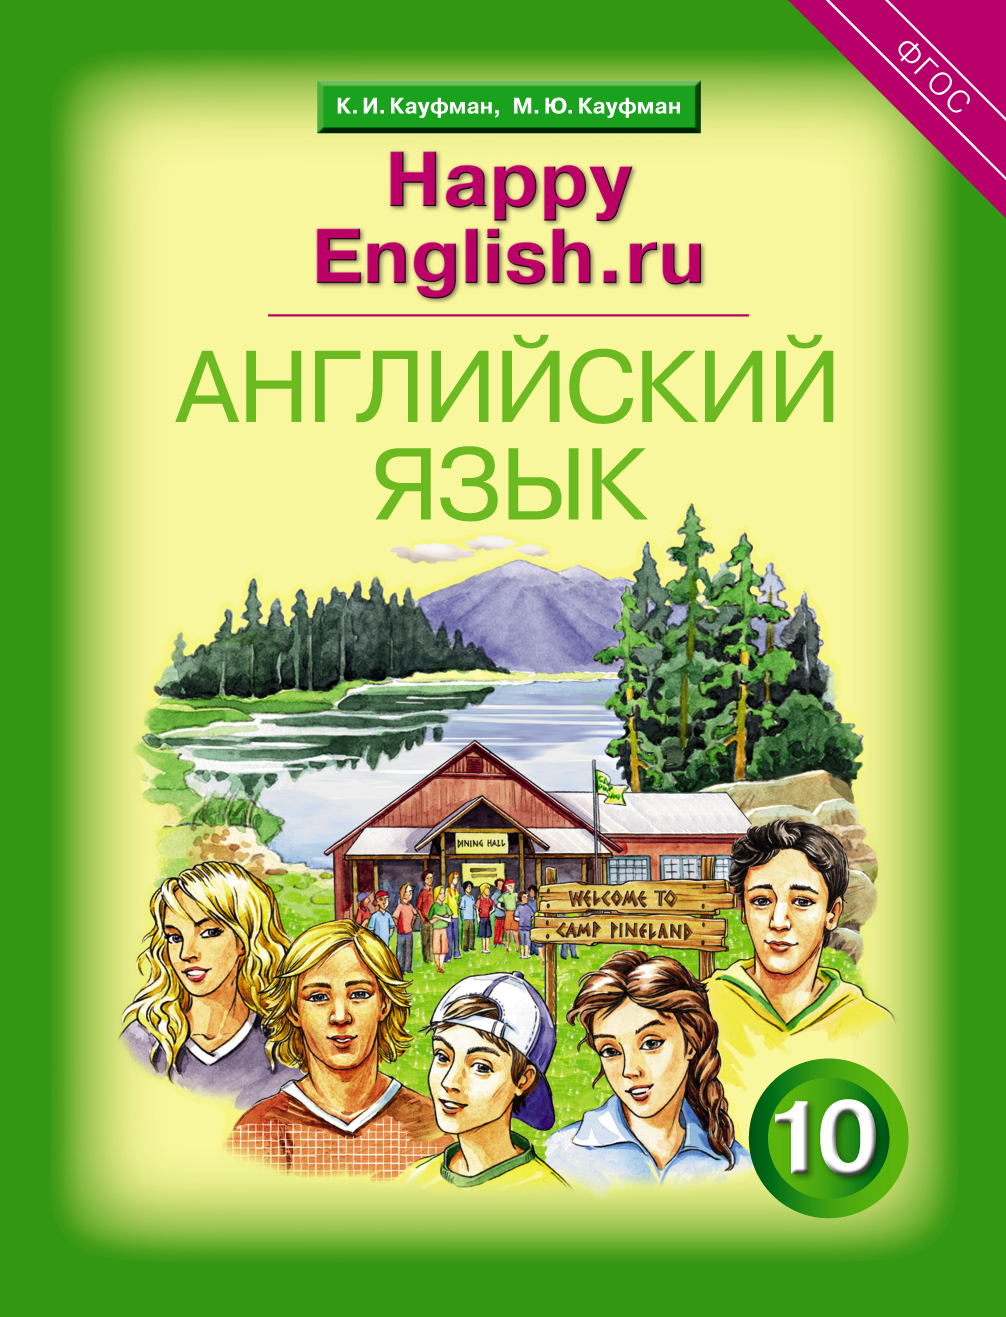 ФГОС
К. И. Кауфман, М. Ю. Кауфман
Happy
English.ru
АНГЛИЙСКИЙ
ЯЗЫК
DINING HALL
WELCOME TO
CAMP PINELAND
10